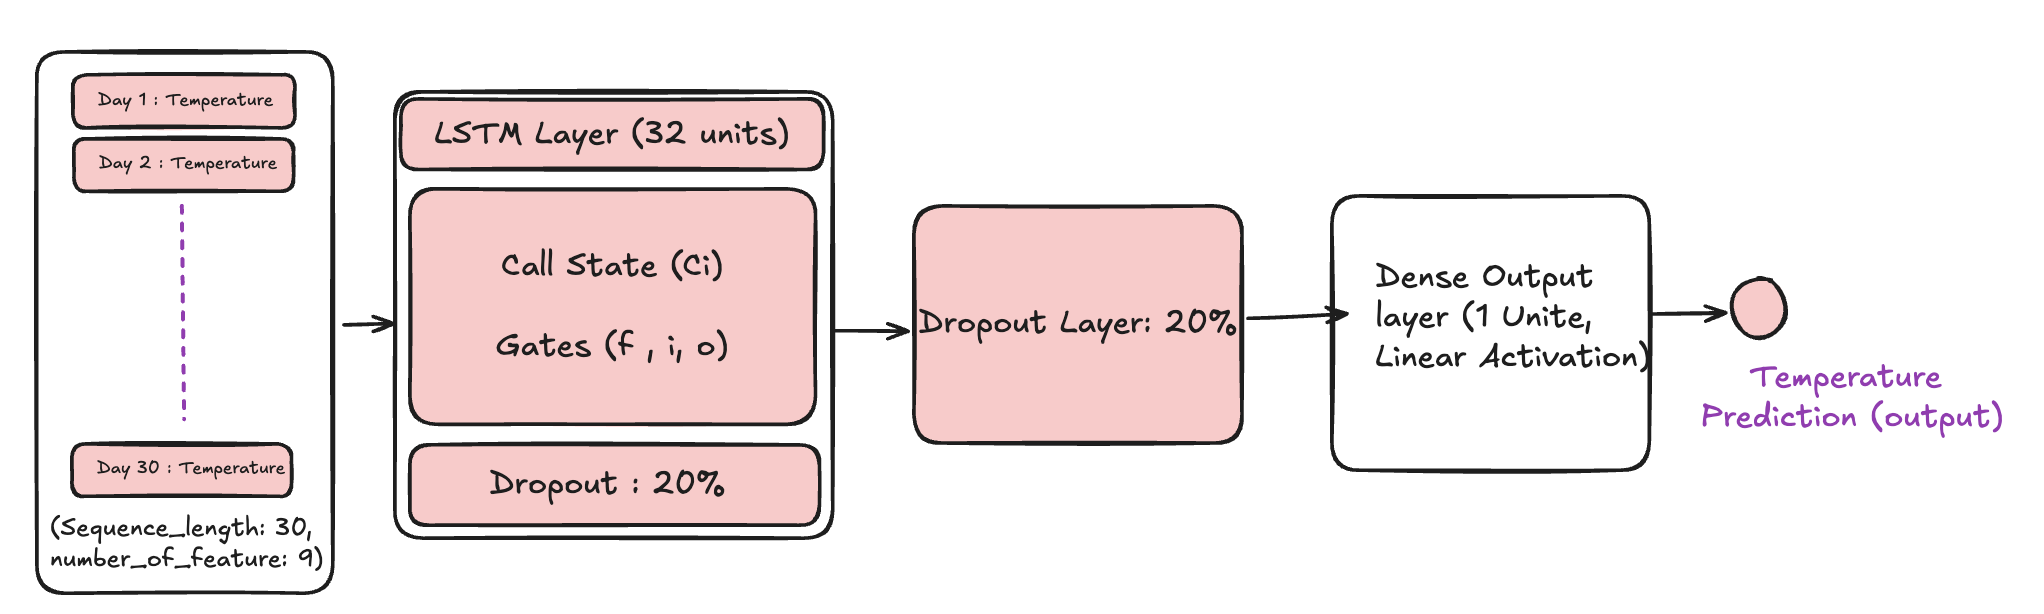 Day 1 : Temperature
Day 2 : Temperature
Day 30 : Temperature
(Sequence_length: 30,
number_of_feature: 9)
LSTM Layer (32 units)
Call State (Ci)
Gates (f , i, o)
Dropout : 20%
Dropout Layer: 20%
Dense Output
layer (1 Unite,
Linear Activation)
Temperature
Prediction (output)